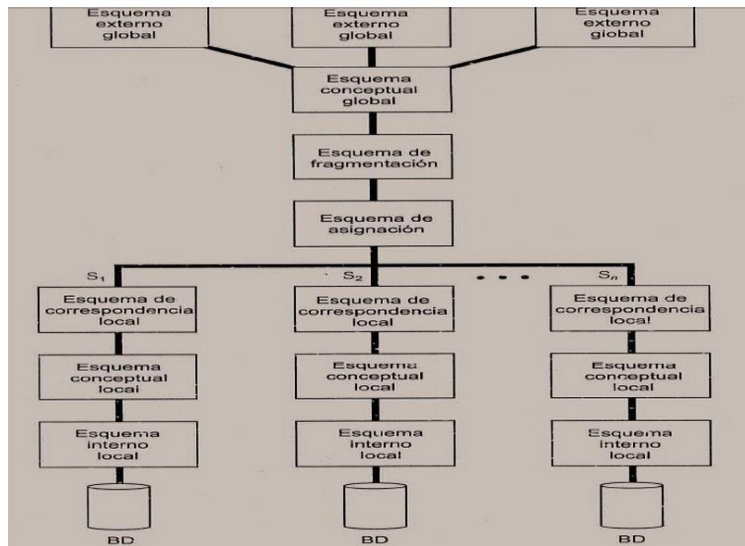 Esquema
externo
global
Esquema
externo
global
Esquema
externo
global
Esquema
conceptual
global
Esquema de
fragmentación
Esquema de
asignación
S1
S2
• • •
Sn
Esquema de
correspondencia
local
Esquema de
correspondencia
local
Esquema de
correspondencia
local
Esquema
conceptual
local
Esquema
conceptual
local
Esquema
conceptual
local
Esquema
interno
local
Esquema
interno
local
Esquema
interno
local
BD
BD
BD